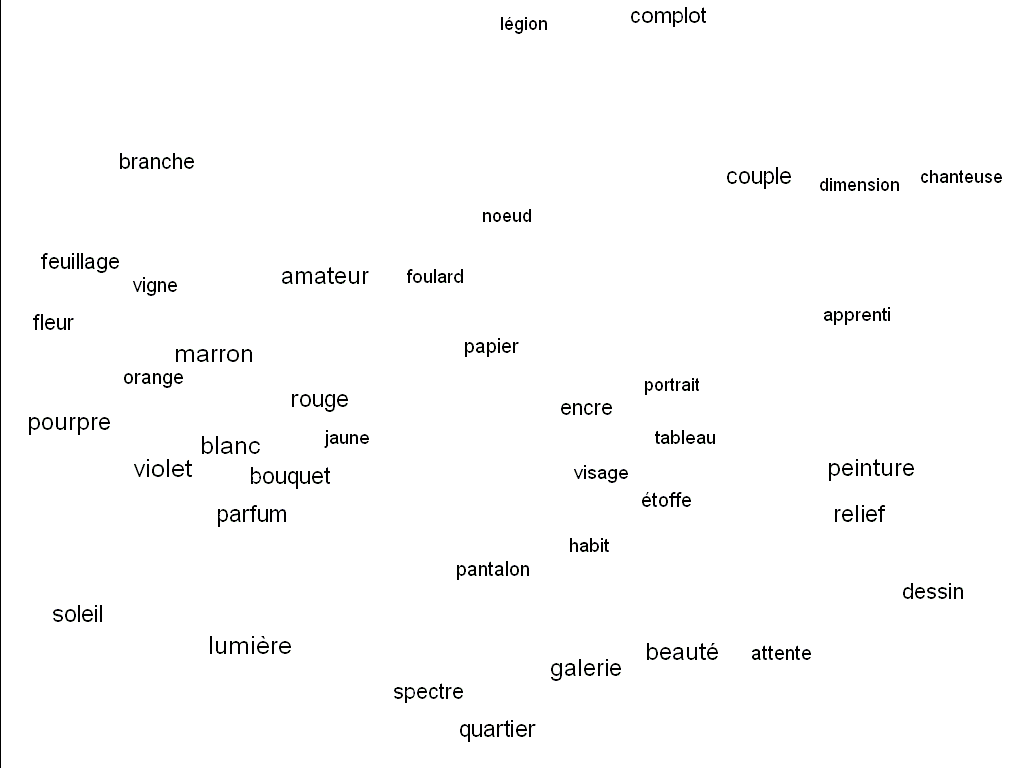 légion
complot
branche
couple
dimension
chanteuse
noeud
feuillage
vigne
amateur
foulard
fleur
apprenti
marron
papier
orange
portrait
rouge
encre
pourpre
blanc
jaune
tableau
violet
bouquet
visage
peinture
étoffe
parfum
relief
habit
pantalon
dessin
soleil
lumière
beauté
attente
galerie
spectre
quartier